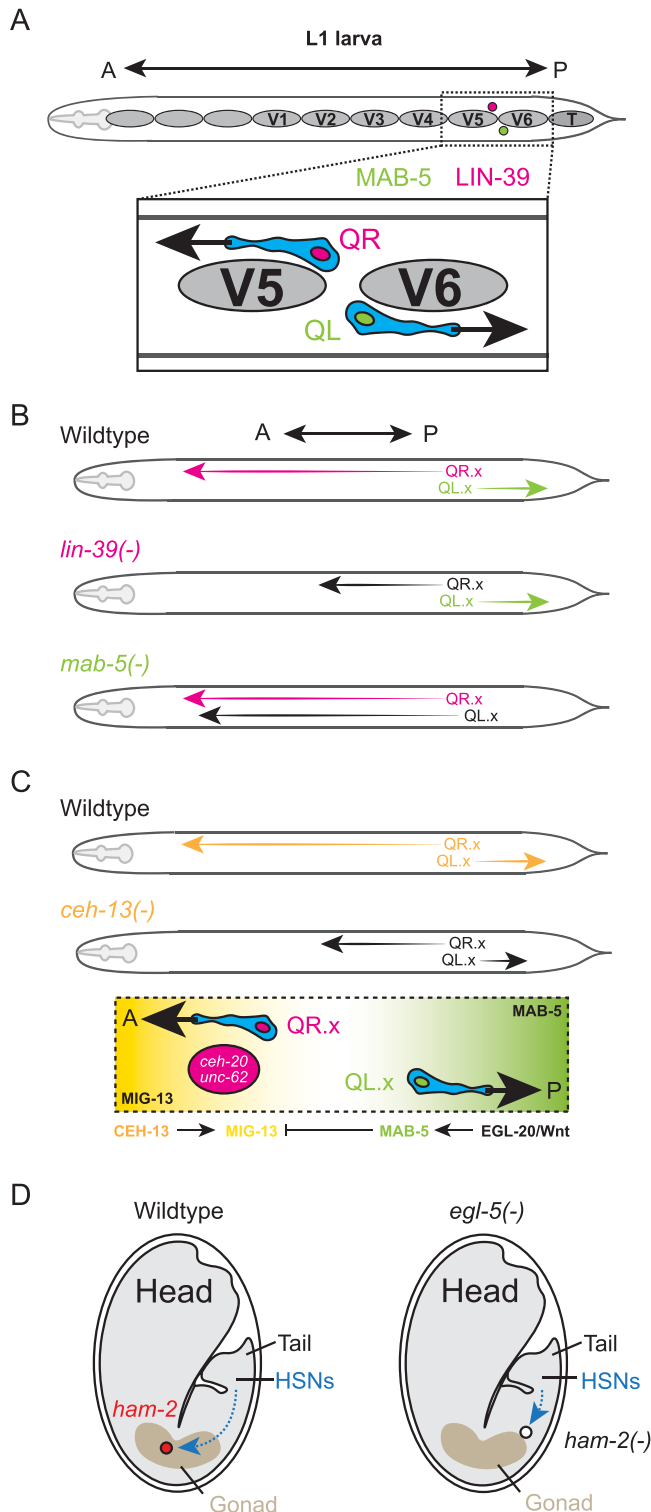 A
L1 larva
A P
V1 V2 V3 V4 V5 V6 T
MAB-5 LIN-39
QR
V5 V6
QL
B
Wildtype A P
QR.x
QL.x
lin-39(-)
QR.x
QL.x
mab-5(-)
QR.x
QL.x
C
Wildtype
QR.x
QL.x
ceh-13(-)
QR.x
QL.x
A QR.x MAB-5
ceh-20
unc-62
QL.x P
MIG-13
CEH-13 MIG-13 MAB-5 EGL-20/Wnt
D
Wildtype egl-5(-)
Head Head
Tail Tail
HSNs HSNs
ham-2 ham-2(-)
Gonad Gonad